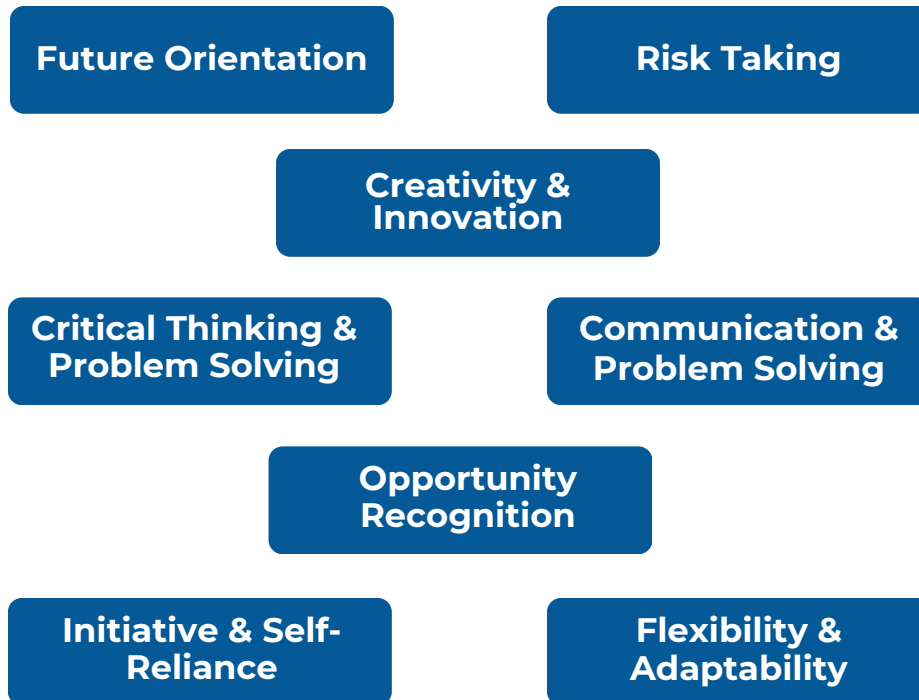 Future Orientation
Risk Taking
Creativity &
Innovation
Critical Thinking &
Problem Solving
Communication &
Problem Solving
Opportunity
Recognition
Initiative & Self-
Reliance
Flexibility &
Adaptability